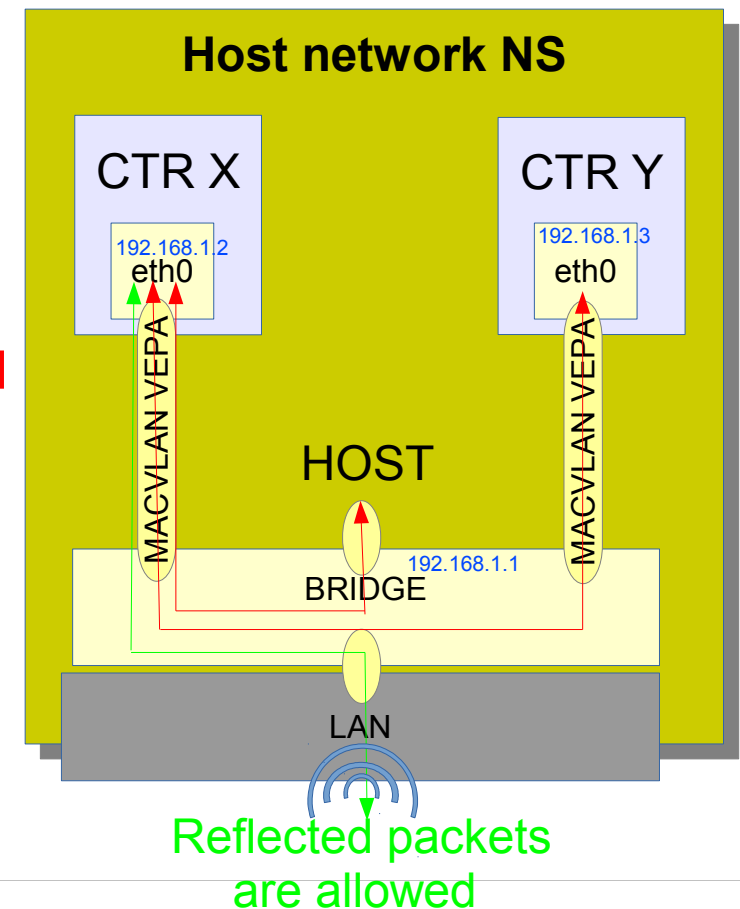 Host network NS
CTR X
CTR Y
192.168.1.2
eth0
192.168.1.3
eth0
MACVLAN VEPA
MACVLAN VEPA
HOST
192.168.1.1
BRIDGE
LAN
Reflected packets
are allowed